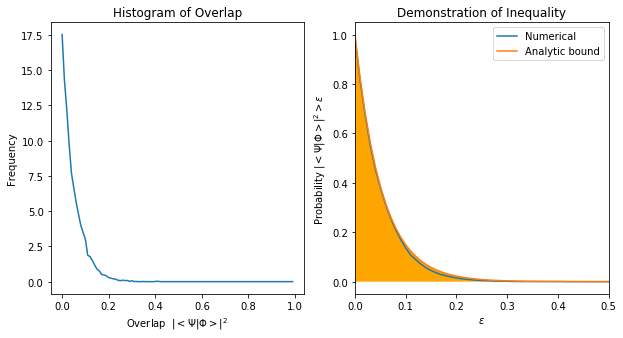 Histogram of Overlap
17.5
15.0
12.5
10.0
7.5
5.0
2.5
0.0
Frequency
0.0 0.2 0.4 0.6 0.8 1.0
Overlap |<Ψ|Φ>|²
Demonstration of Inequality
Numerical
Analytic bound
1.0
0.8
0.6
0.4
0.2
0.0
Probability |<Ψ|Φ>|²>ε
0.0 0.1 0.2 0.3 0.4 0.5
ε